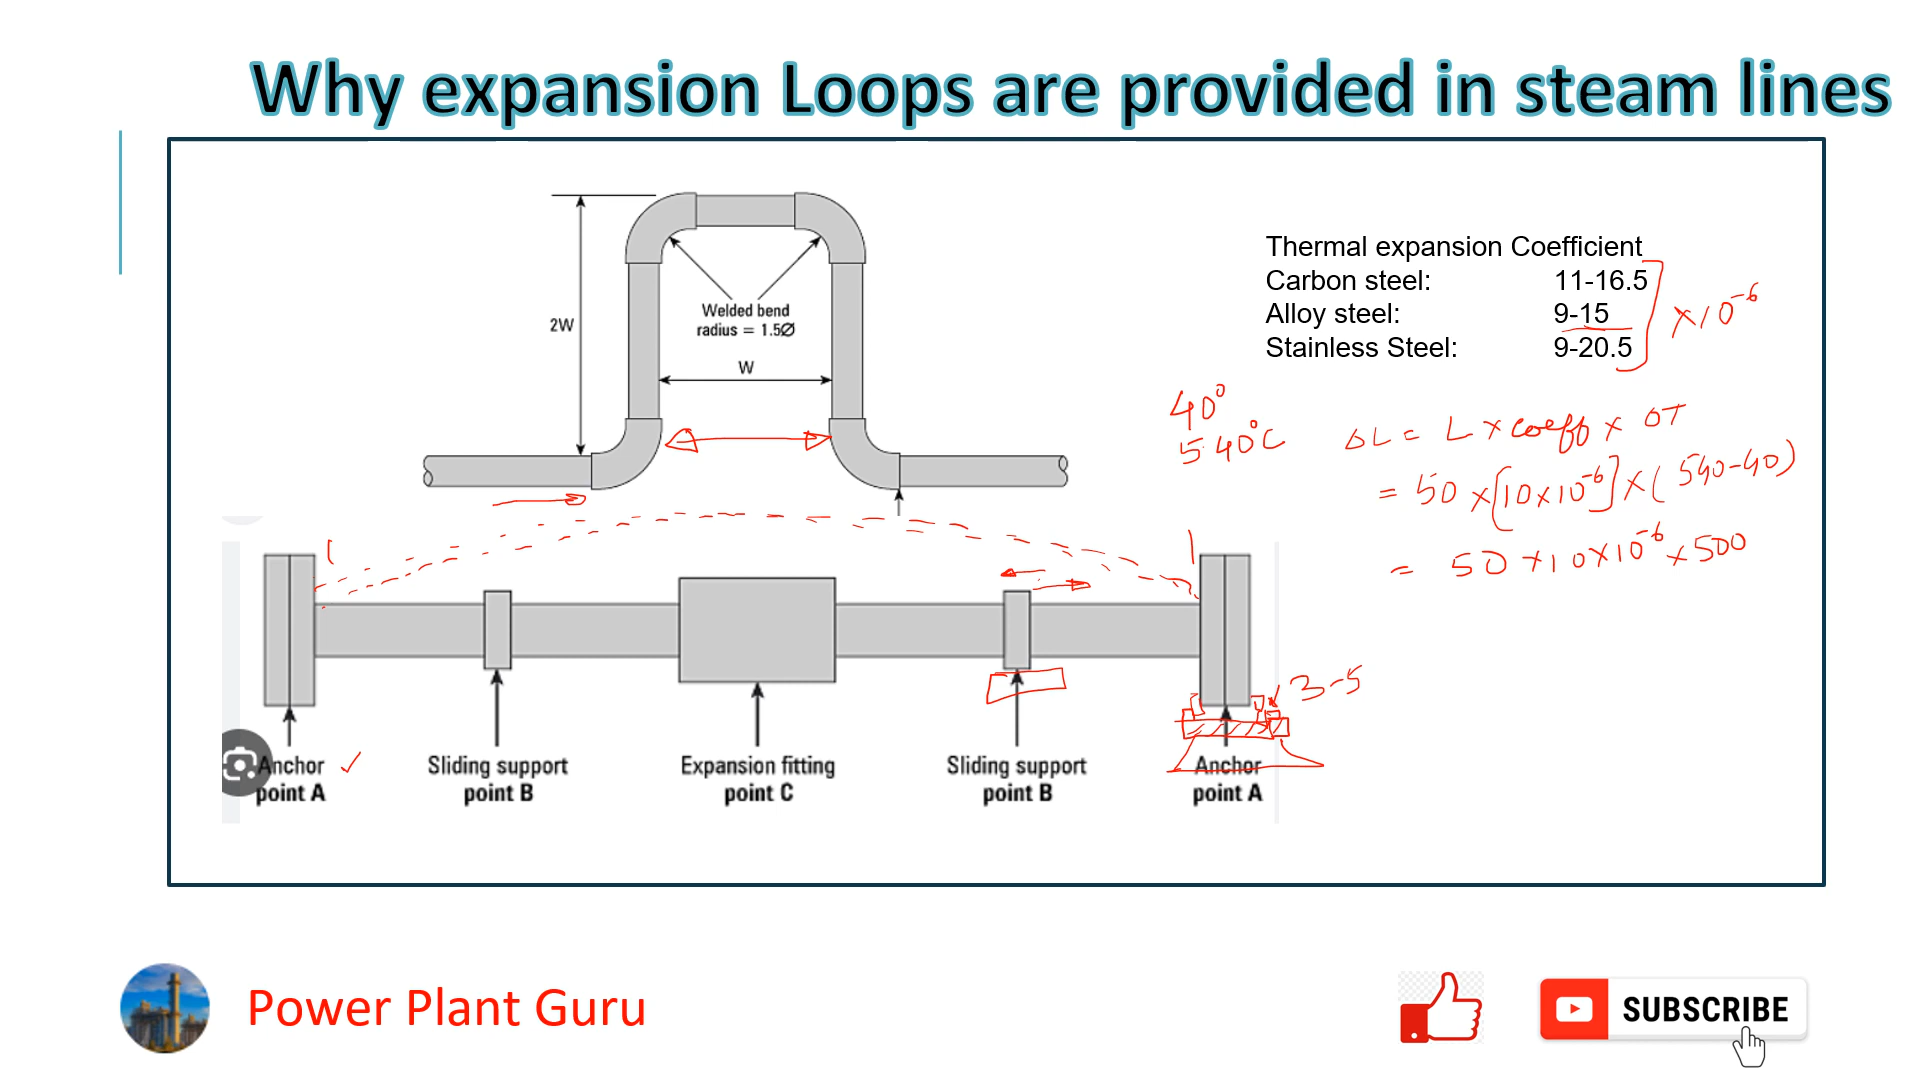 Why expansion Loops are provided in steam lines
2W
Welded bend
radius = 1.5Ø
W
Thermal expansion Coefficient
Carbon steel: 11-16.5
Alloy steel: 9-15
Stainless Steel: 9-20.5
×10⁻⁶
40°
540°C
ΔL = L × coeff × ΔT
= 50 × [10×10⁻⁶] × (540-40)
= 50 × 10×10⁻⁶ × 500
3-5
Anchor
point A
Sliding support
point B
Expansion fitting
point C
Sliding support
point B
Anchor
point A
Power Plant Guru
SUBSCRIBE